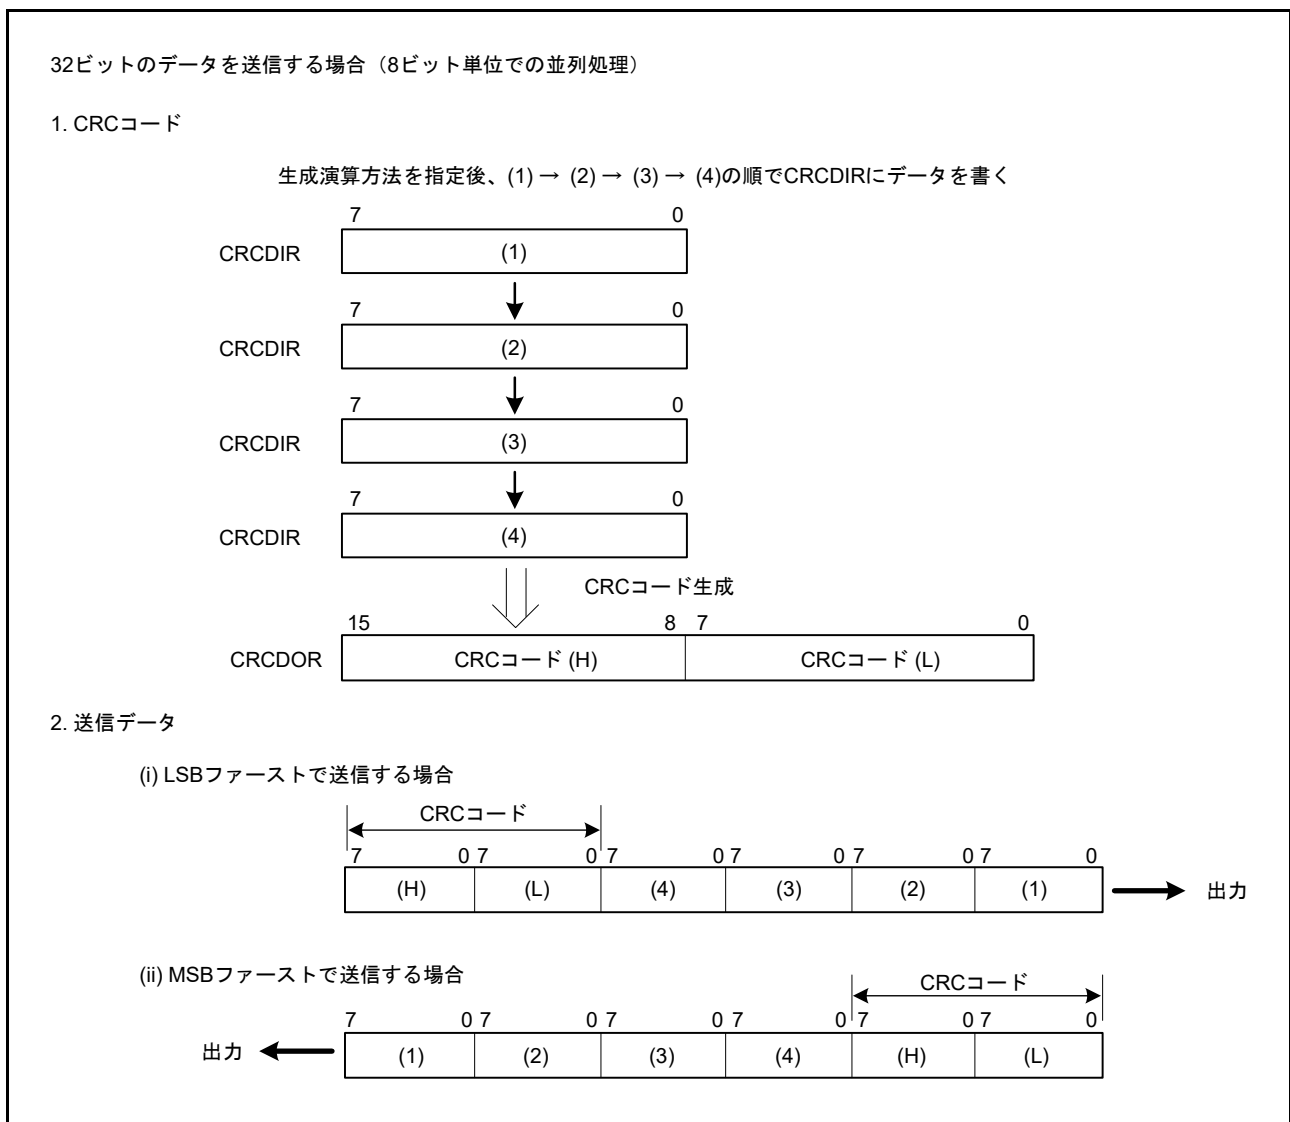 32ビットのデータを送信する場合（8ビット単位での並列処理）
1. CRCコード
生成演算方法を指定後、(1) → (2) → (3) → (4)の順でCRCDIRにデータを書く
7 0
CRCDIR (1)
7 0
CRCDIR (2)
7 0
CRCDIR (3)
7 0
CRCDIR (4)
CRCコード生成
15 8 7 0
CRCDOR CRCコード (H) CRCコード (L)
2. 送信データ
(i) LSBファーストで送信する場合
CRCコード
7 0 7 0 7 0 7 0 7 0 7 0
(H) (L) (4) (3) (2) (1) 出力
(ii) MSBファーストで送信する場合
CRCコード
7 0 7 0 7 0 7 0 7 0 7 0
出力 (1) (2) (3) (4) (H) (L)